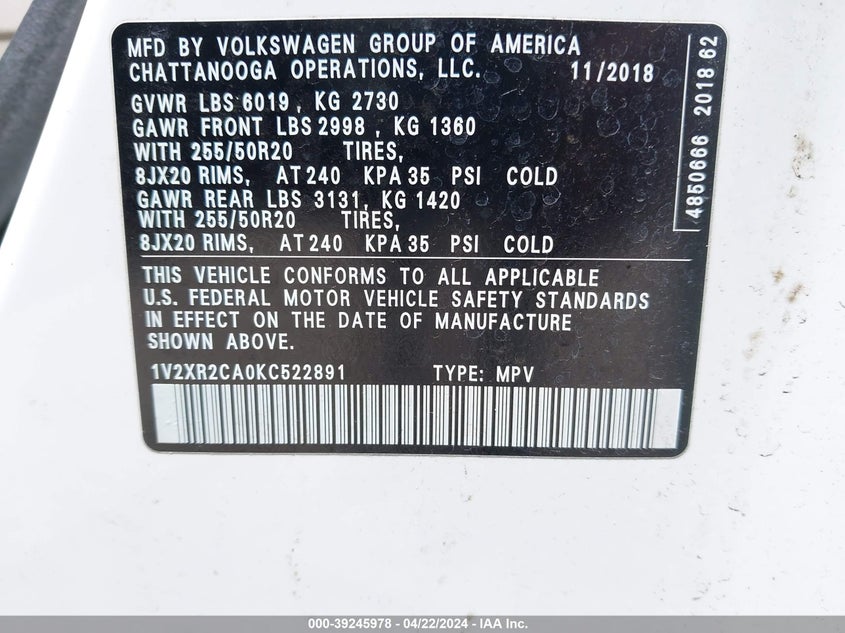 MFD BY VOLKSWAGEN GROUP OF AMERICA
CHATTANOOGA OPERATIONS, LLC. 11/2018
GVWR LBS 6019, KG 2730
GAWR FRONT LBS 2998, KG 1360
WITH 255/50R20 TIRES,
8JX20 RIMS, AT 240 KPA 35 PSI COLD
GAWR REAR LBS 3131, KG 1420
WITH 255/50R20 TIRES,
8JX20 RIMS, AT 240 KPA 35 PSI COLD
4850666 2018 62
THIS VEHICLE CONFORMS TO ALL APPLICABLE
U.S. FEDERAL MOTOR VEHICLE SAFETY STANDARDS
IN EFFECT ON THE DATE OF MANUFACTURE
SHOWN ABOVE.
1V2XR2CA0KC522891 TYPE: MPV
000-39245978 - 04/22/2024 - IAA Inc.